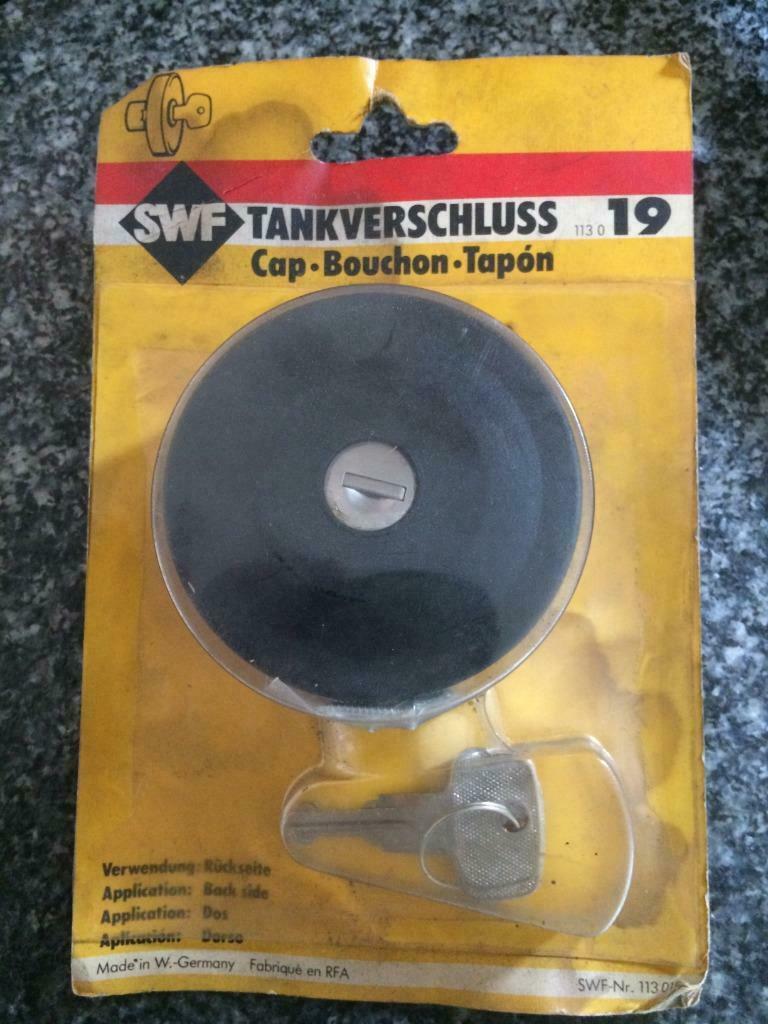 SWF TANKVERSCHLUSS 113 0 19
Cap · Bouchon · Tapón
Verwendung: Rückseite
Application: Back side
Application: Dos
Aplicación: Dorso
Made in W.-Germany Fabriqué en RFA
SWF-Nr.